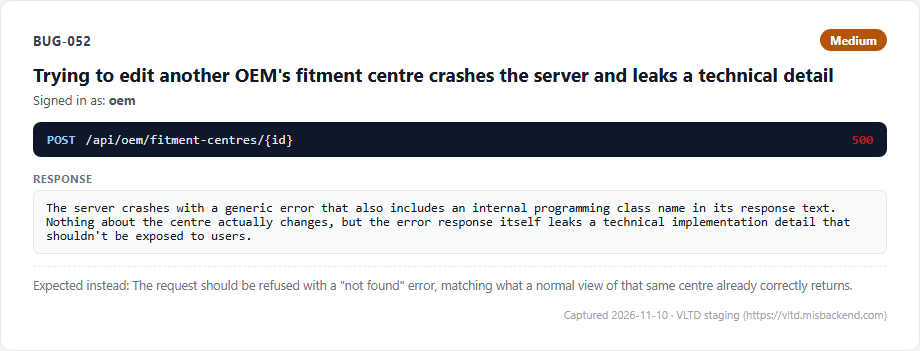 BUG-052
Medium
Trying to edit another OEM's fitment centre crashes the server and leaks a technical detail
Signed in as: oem
POST /api/oem/fitment-centres/{id}
500
RESPONSE
The server crashes with a generic error that also includes an internal programming class name in its response text.
Nothing about the centre actually changes, but the error response itself leaks a technical implementation detail that
shouldn't be exposed to users.
Expected instead: The request should be refused with a "not found" error, matching what a normal view of that same centre already correctly returns.
Captured 2026-11-10 · VLTD staging (https://vltd.misbackend.com)